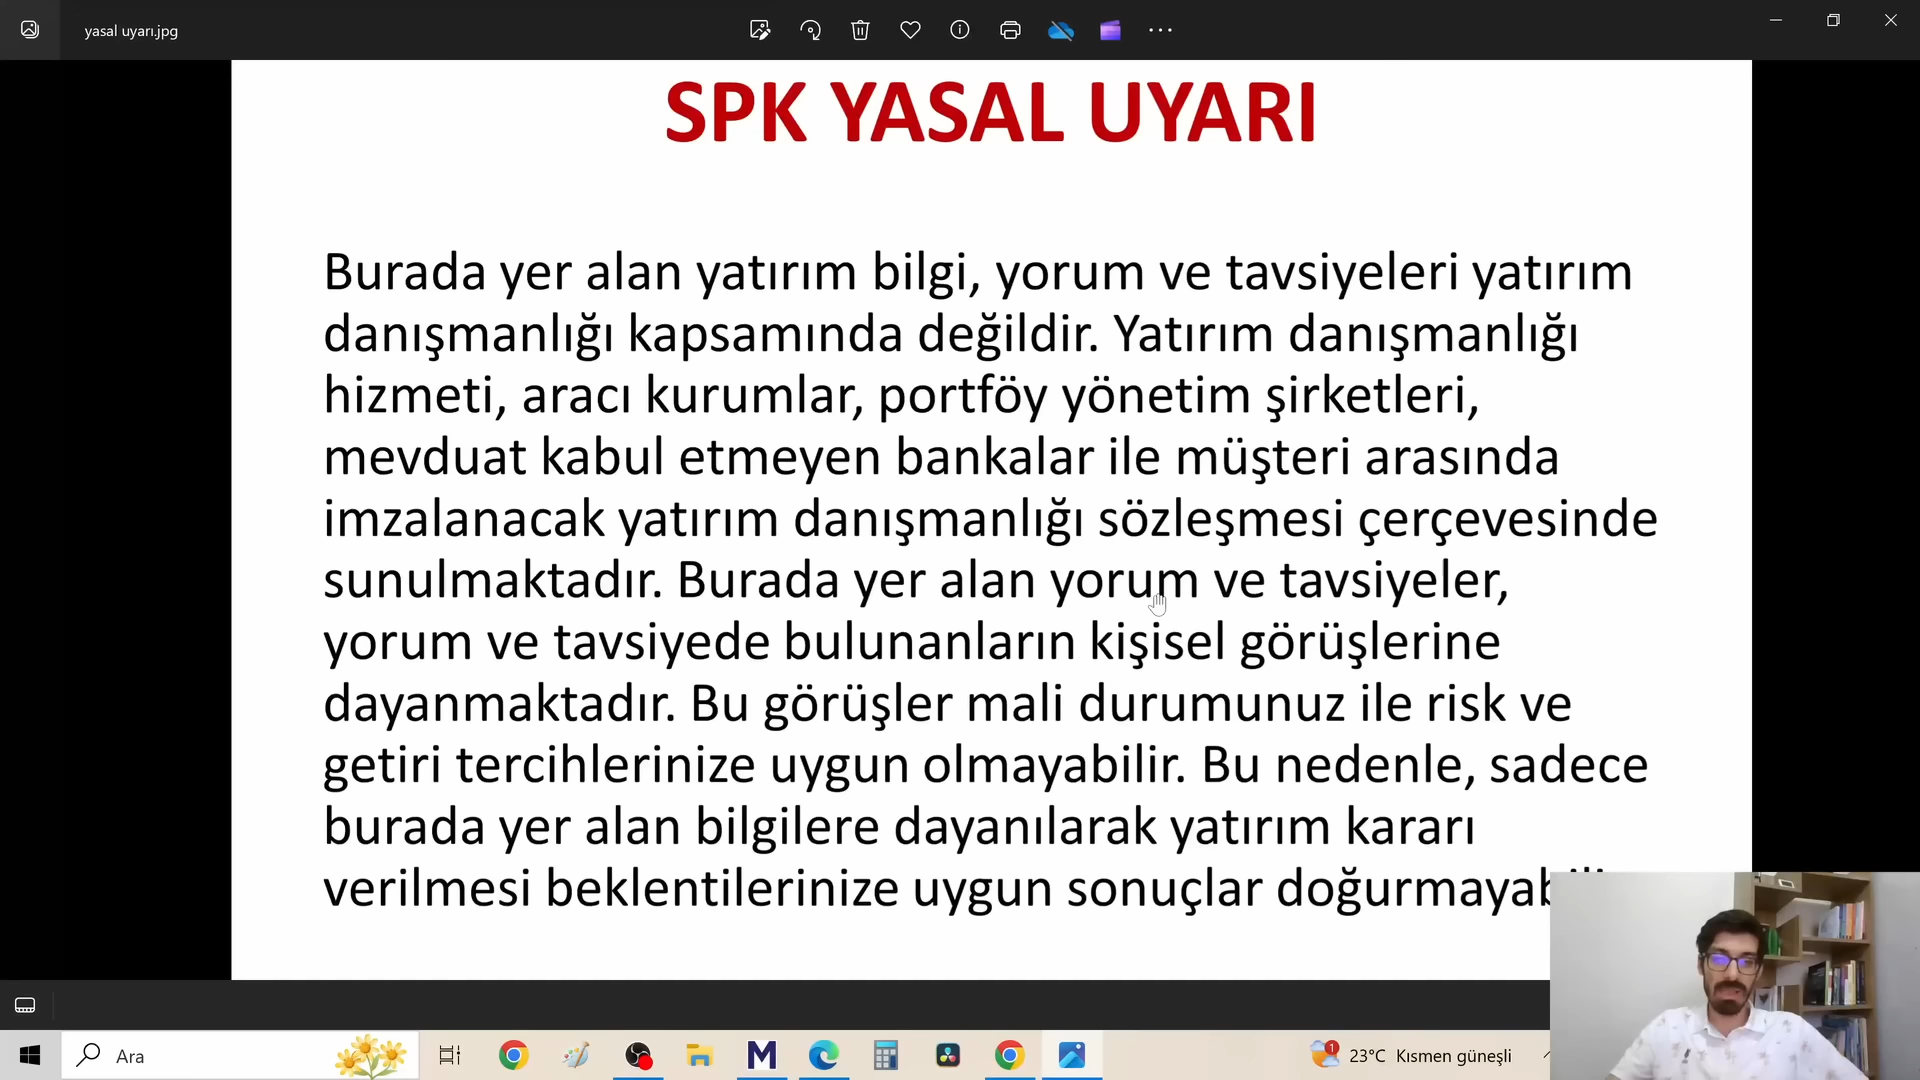 yasal uyarı.jpg
SPK YASAL UYARI
Burada yer alan yatırım bilgi, yorum ve tavsiyeleri yatırım
danışmanlığı kapsamında değildir. Yatırım danışmanlığı
hizmeti, aracı kurumlar, portföy yönetim şirketleri,
mevduat kabul etmeyen bankalar ile müşteri arasında
imzalanacak yatırım danışmanlığı sözleşmesi çerçevesinde
sunulmaktadır. Burada yer alan yorum ve tavsiyeler,
yorum ve tavsiyede bulunanların kişisel görüşlerine
dayanmaktadır. Bu görüşler mali durumunuz ile risk ve
getiri tercihlerinize uygun olmayabilir. Bu nedenle, sadece
burada yer alan bilgilere dayanılarak yatırım kararı
verilmesi beklentilerinize uygun sonuçlar
Ara
1
23°C Kısmen güneşli